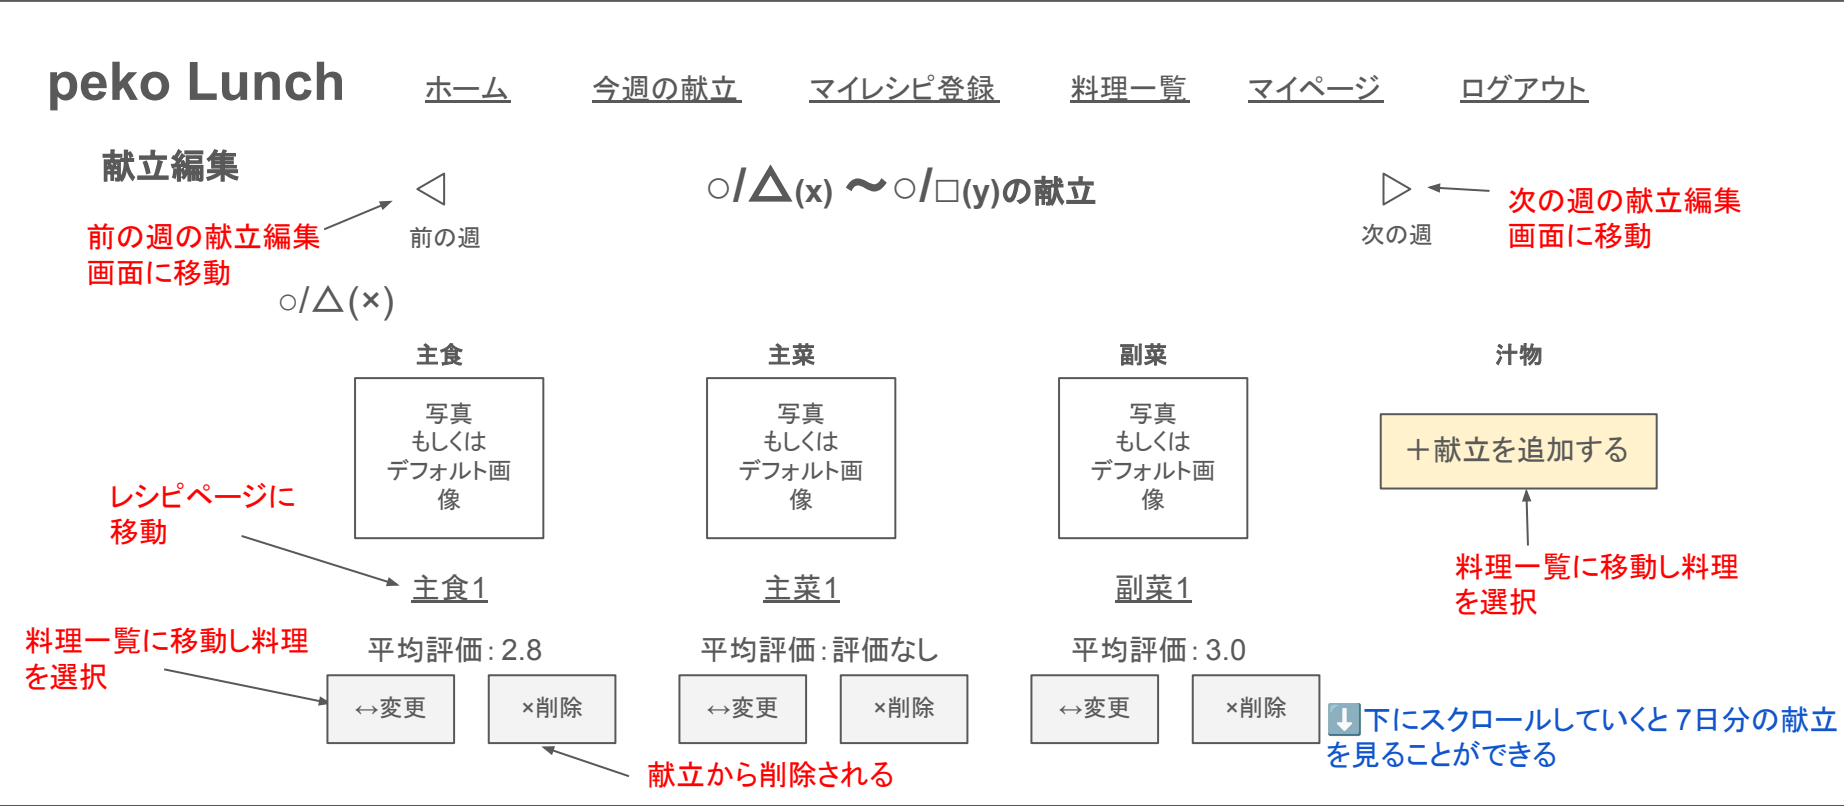 peko Lunch ホーム 今週の献立 マイレシピ登録 料理一覧 マイページ ログアウト
献立編集
○/△(x) 〜○/□(y)の献立
前の週の献立編集
画面に移動
◁
前の週
▷
次の週
次の週の献立編集
画面に移動
○/△(×)
主食 主菜 副菜 汁物
写真
もしくは
デフォルト画
像
写真
もしくは
デフォルト画
像
写真
もしくは
デフォルト画
像
+献立を追加する
レシピページに
移動
料理一覧に移動し料理
を選択
主食1 主菜1 副菜1
平均評価:2.8 平均評価:評価なし 平均評価:3.0
料理一覧に移動し料理
を選択
↔変更 ×削除 ↔変更 ×削除 ↔変更 ×削除
献立から削除される
⬇️下にスクロールしていくと7日分の献立
を見ることができる